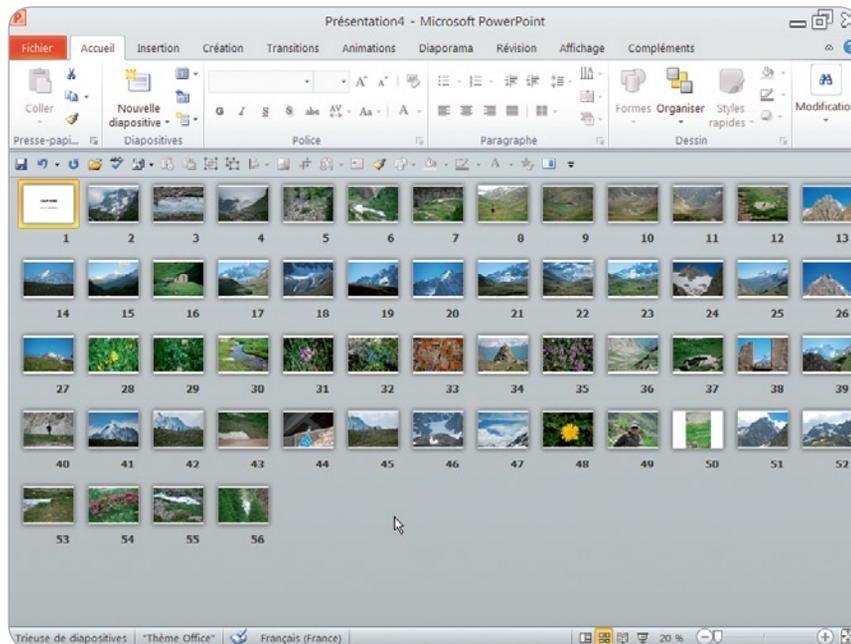 Présentation4 - Microsoft PowerPoint
Fichier Accueil Insertion Création Transitions Animations Diaporama Révision Affichage Compléments
Coller Nouvelle diapositive G I S S abc AV Aa A Formes Organiser Styles rapides Modificatio
Presse-papi... Diapositives Police Paragraphe Dessin
1 2 3 4 5 6 7 8 9 10 11 12 13
14 15 16 17 18 19 20 21 22 23 24 25 26
27 28 29 30 31 32 33 34 35 36 37 38 39
40 41 42 43 44 45 46 47 48 49 50 51 52
53 54 55 56
Trieuse de diapositives "Thème Office" Français (France) 20 %